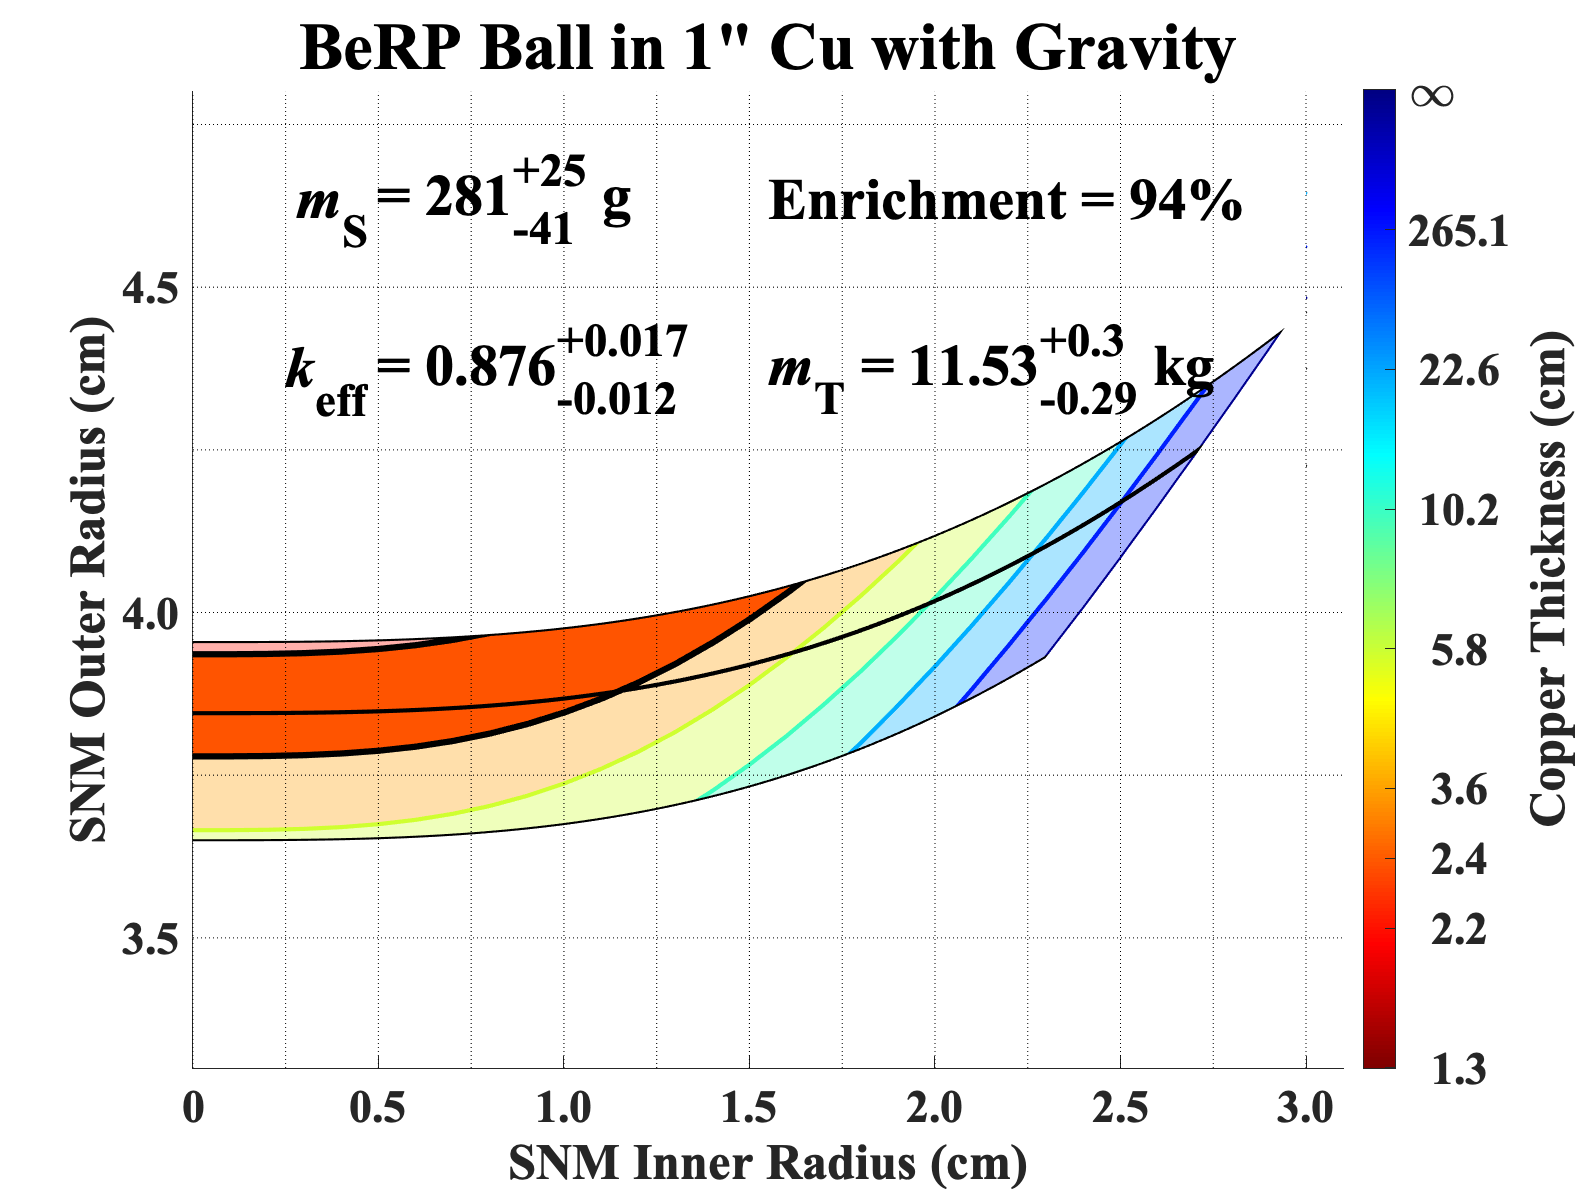 BeRP Ball in 1" Cu with Gravity
m_S = 281 +25 -41 g
Enrichment = 94%
k_eff = 0.876 +0.017 -0.012
m_T = 11.53 +0.3 -0.29 kg
SNM Outer Radius (cm)
4.5
4.0
3.5
0 0.5 1.0 1.5 2.0 2.5 3.0
SNM Inner Radius (cm)
∞
265.1
22.6
10.2
5.8
3.6
2.4
2.2
1.3
Copper Thickness (cm)